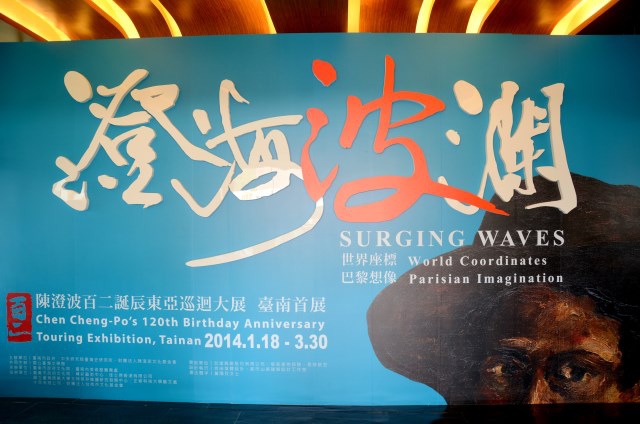 澄海波瀾
SURGING WAVES
世界座標 World Coordinates
巴黎想像 Parisian Imagination
百二
陳澄波百二誕辰東亞巡迴大展 臺南首展
Chen Cheng-Po's 120th Birthday Anniversary
Touring Exhibition, Tainan 2014.1.18 - 3.30